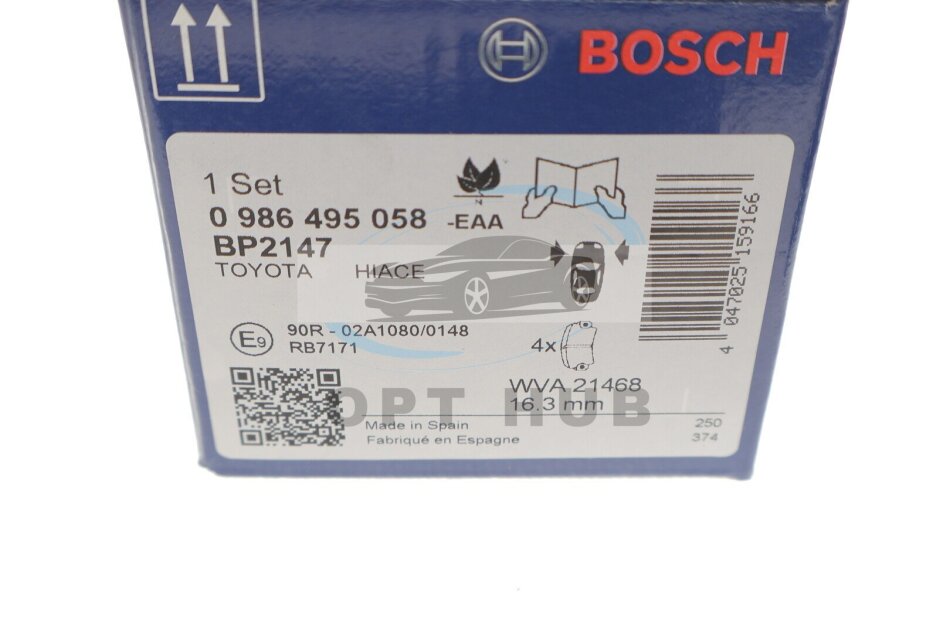 BOSCH
1 Set
0 986 495 058 -EAA
BP2147
TOYOTA HIACE
N
E9
90R - 02A1080/0148
RB7171
4x
WVA 21468
16.3 mm
OPT HUB
Made in Spain
Fabriqué en Espagne
250
374
4 047025 159166